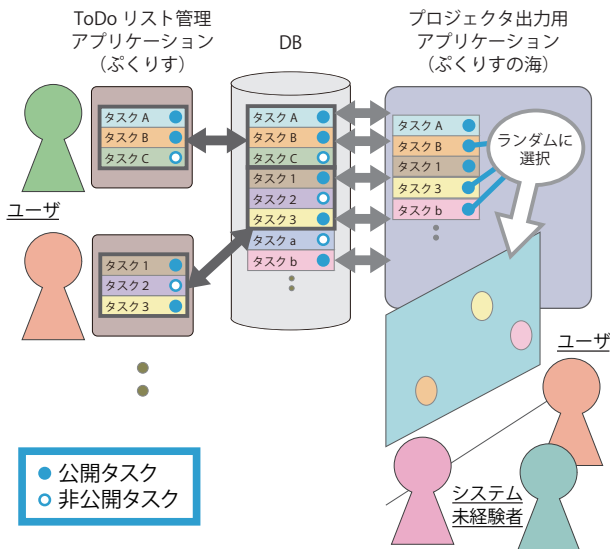 ToDo リスト管理
アプリケーション
（ぷくりす）
DB
プロジェクタ出力用
アプリケーション
（ぷくりすの海）
タスク A
タスク B
タスク C
ユーザ
タスク 1
タスク 2
タスク 3
タスク A
タスク B
タスク C
タスク 1
タスク 2
タスク 3
タスク a
タスク b
タスク A
タスク B
タスク 1
タスク 3
タスク b
ランダムに
選択
ユーザ
システム
未経験者
公開タスク
非公開タスク